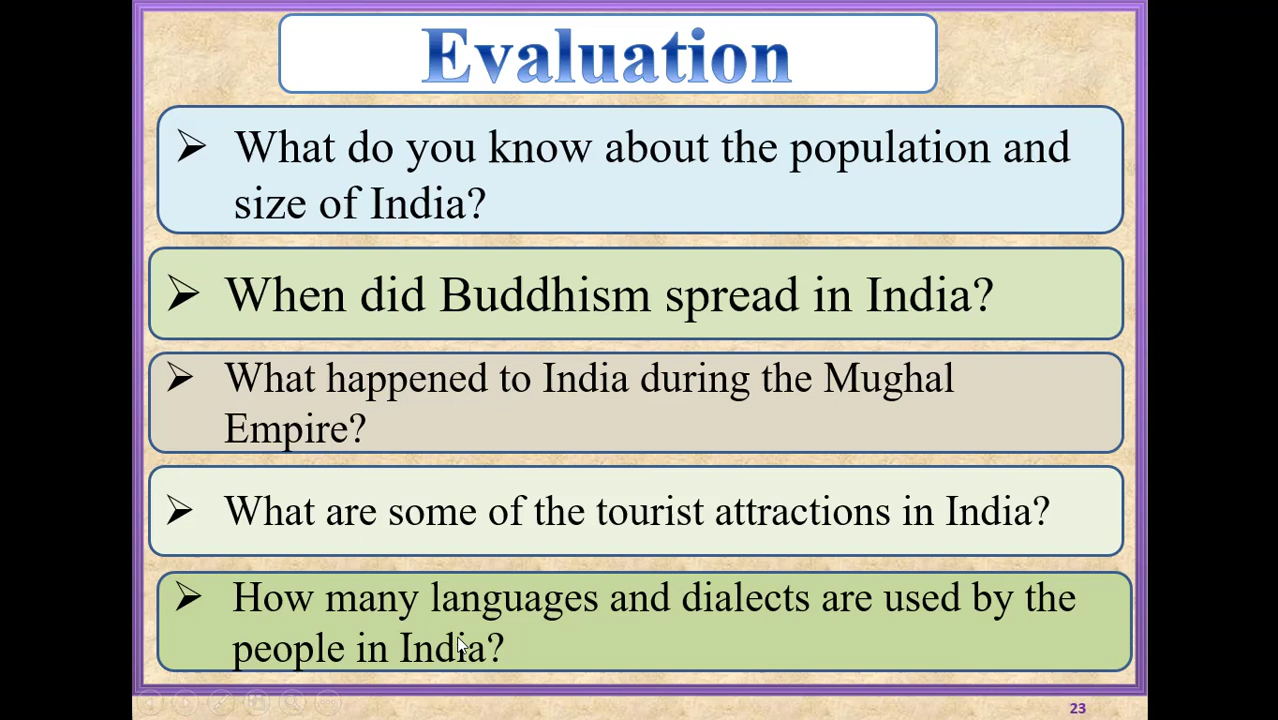 Evaluation
➢ What do you know about the population and
size of India?
➢ When did Buddhism spread in India?
➢ What happened to India during the Mughal
Empire?
➢ What are some of the tourist attractions in India?
➢ How many languages and dialects are used by the
people in India?
23